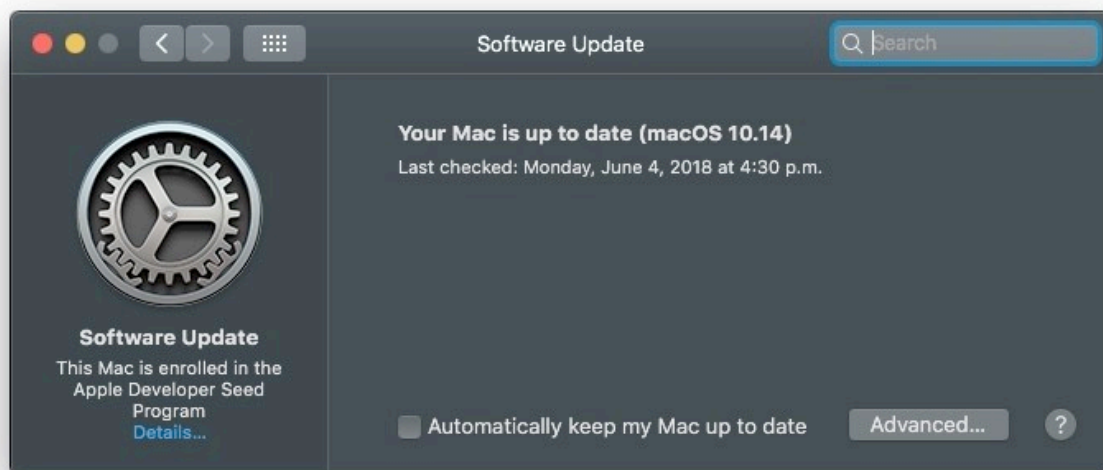 Software Update
Search
Your Mac is up to date (macOS 10.14)
Last checked: Monday, June 4, 2018 at 4:30 p.m.
Software Update
This Mac is enrolled in the
Apple Developer Seed
Program
Details...
Automatically keep my Mac up to date
Advanced...
?